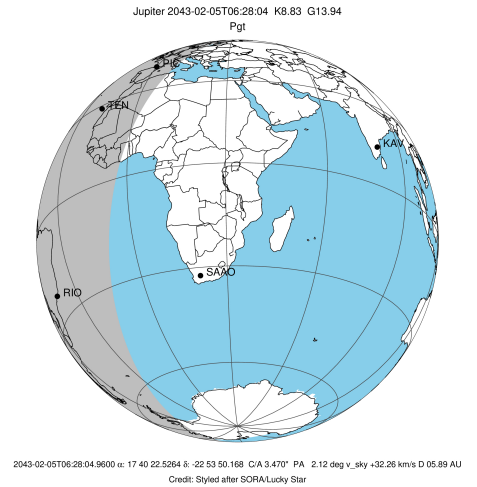 Jupiter 2043-02-05T06:28:04 K8.83 G13.94
Pgt
PIC
TEN
KAV
SAAO
RIO
2043-02-05T06:28:04.9600 α: 17 40 22.5264 δ: -22 53 50.168 C/A 3.470" PA 2.12 deg v_sky +32.26 km/s D 05.89 AU
Credit: Styled after SORA/Lucky Star